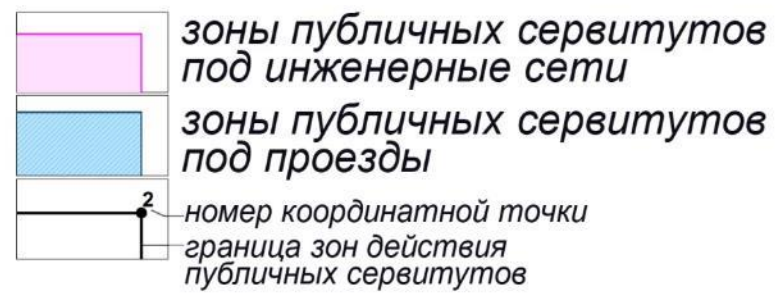 зоны публичных сервитутов
под инженерные сети
зоны публичных сервитутов
под проезды
2
номер координатной точки
граница зон действия
публичных сервитутов